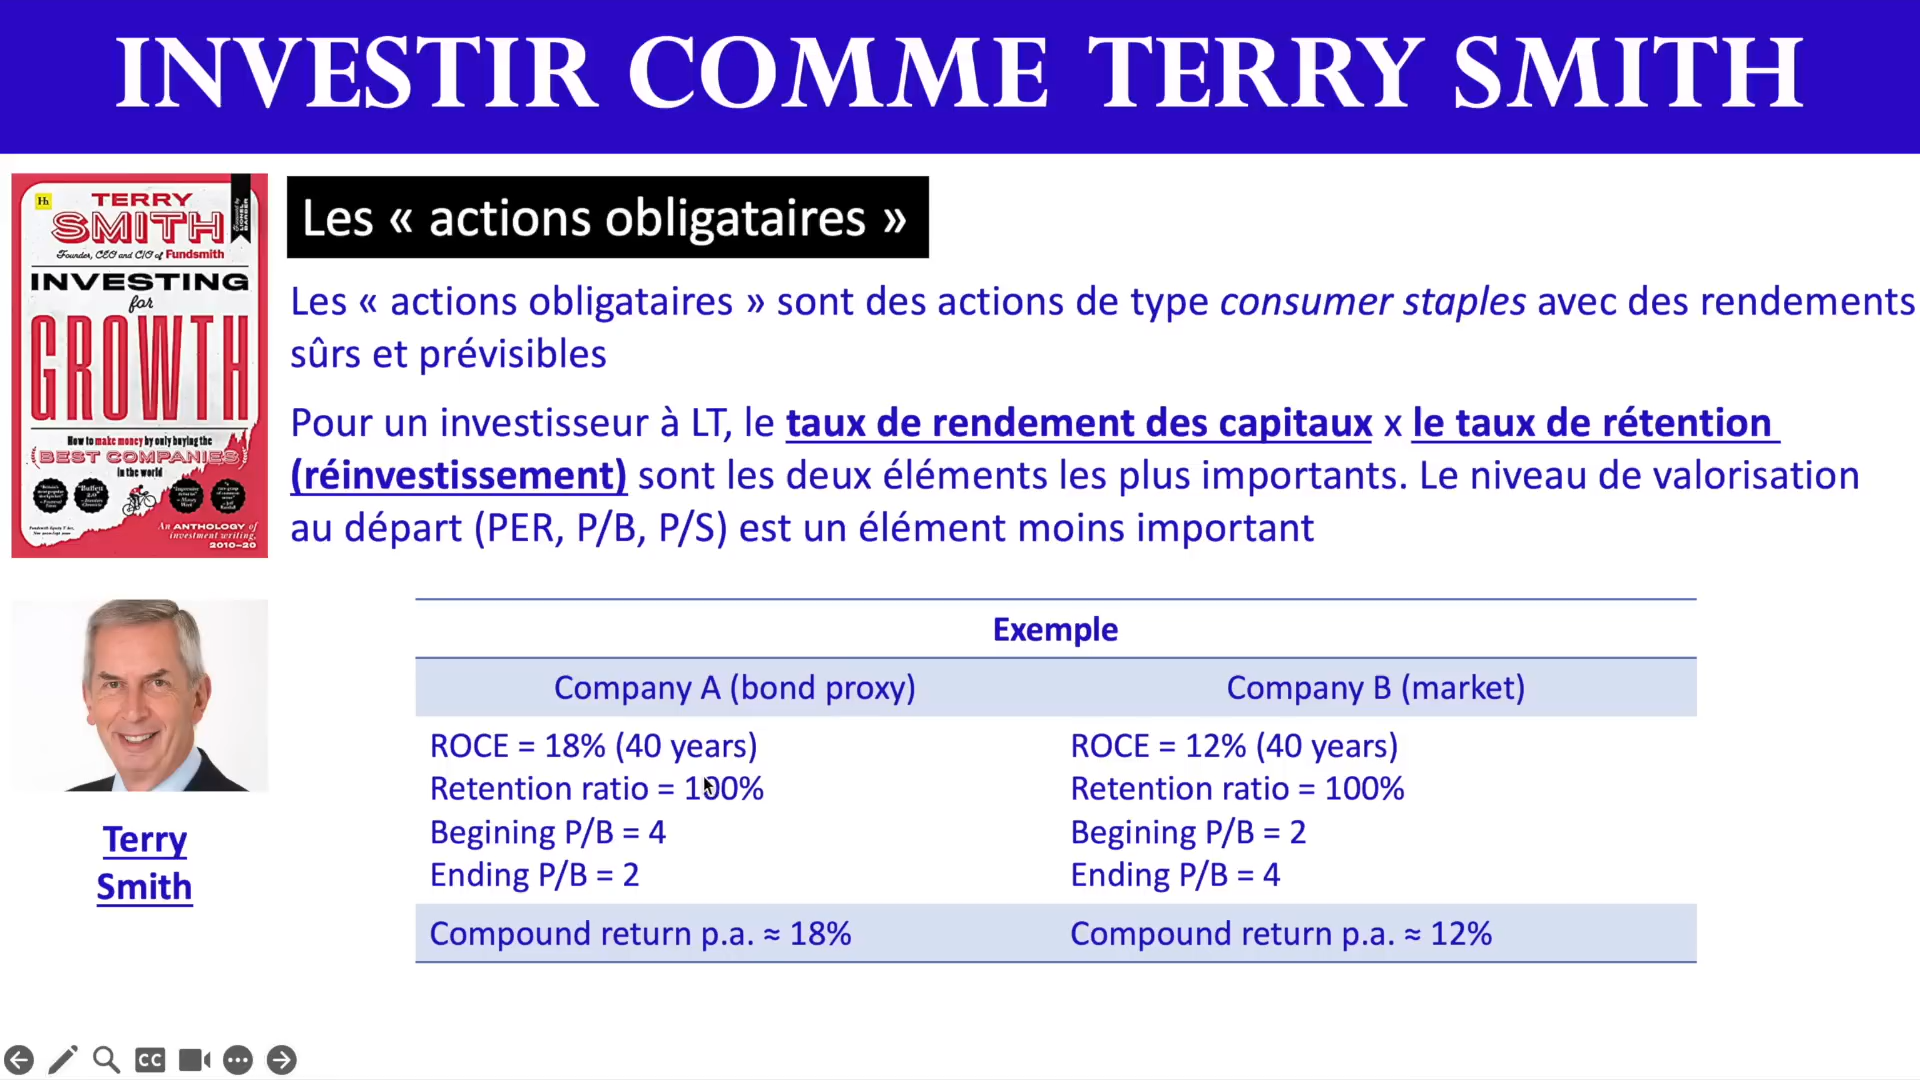 INVESTIR COMME TERRY SMITH
Hh
TERRY
SMITH
Founder, CEO and CIO of Fundsmith
INVESTING
for
GROWTH
How to make money by only buying the
BEST COMPANIES
in the world
An ANTHOLOGY of
investment writing,
2010–20
Les « actions obligataires »
Les « actions obligataires » sont des actions de type consumer staples avec des rendements
sûrs et prévisibles
Pour un investisseur à LT, le taux de rendement des capitaux x le taux de rétention
(réinvestissement) sont les deux éléments les plus importants. Le niveau de valorisation
au départ (PER, P/B, P/S) est un élément moins important
Terry
Smith
Exemple
Company A (bond proxy) Company B (market)
ROCE = 18% (40 years) ROCE = 12% (40 years)
Retention ratio = 100% Retention ratio = 100%
Begining P/B = 4 Begining P/B = 2
Ending P/B = 2 Ending P/B = 4
Compound return p.a. ≈ 18% Compound return p.a. ≈ 12%
CC